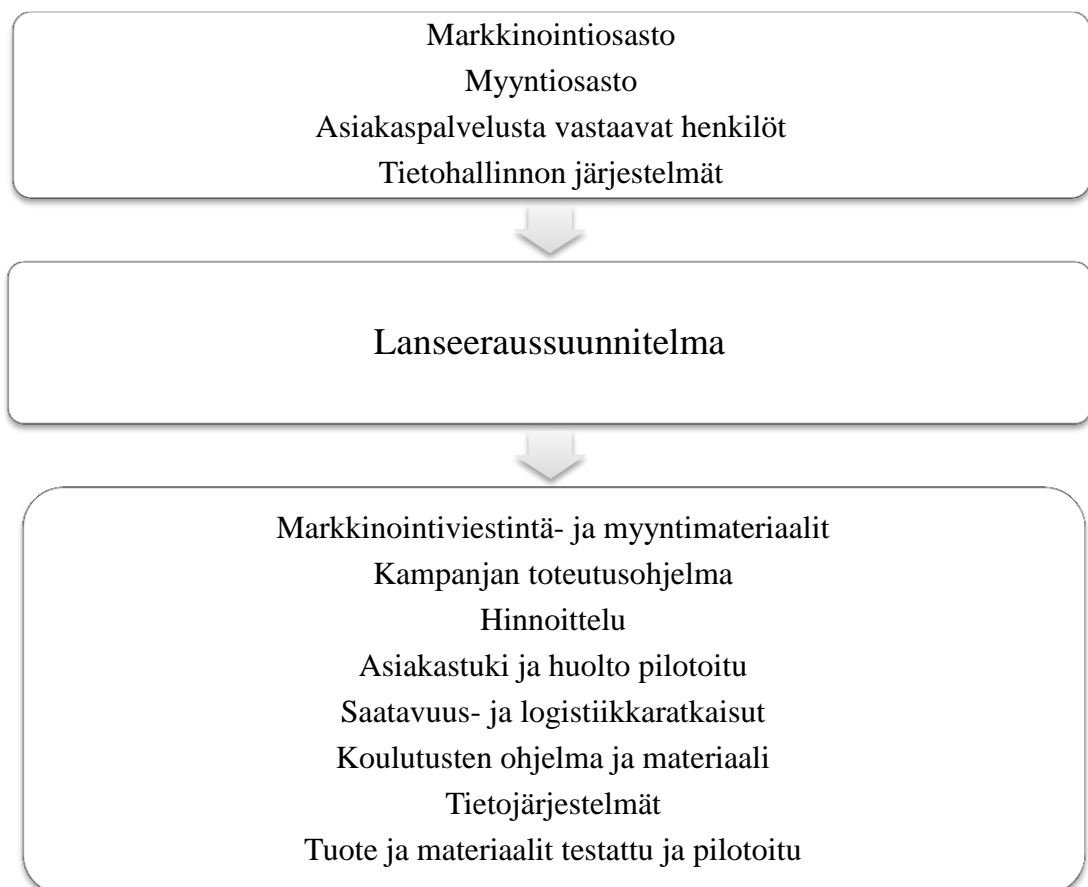 Markkinointiosasto
Myyntiosasto
Asiakaspalvelusta vastaavat henkilöt
Tietohallinnon järjestelmät
Lanseeraussuunnitelma
Markkinointiviestintä- ja myyntimateriaalit
Kampanjan toteutusohjelma
Hinnoittelu
Asiakastuki ja huolto pilotoitu
Saatavuus- ja logistiikkaratkaisut
Koulutusten ohjelma ja materiaali
Tietojärjestelmät
Tuote ja materiaalit testattu ja pilotoitu